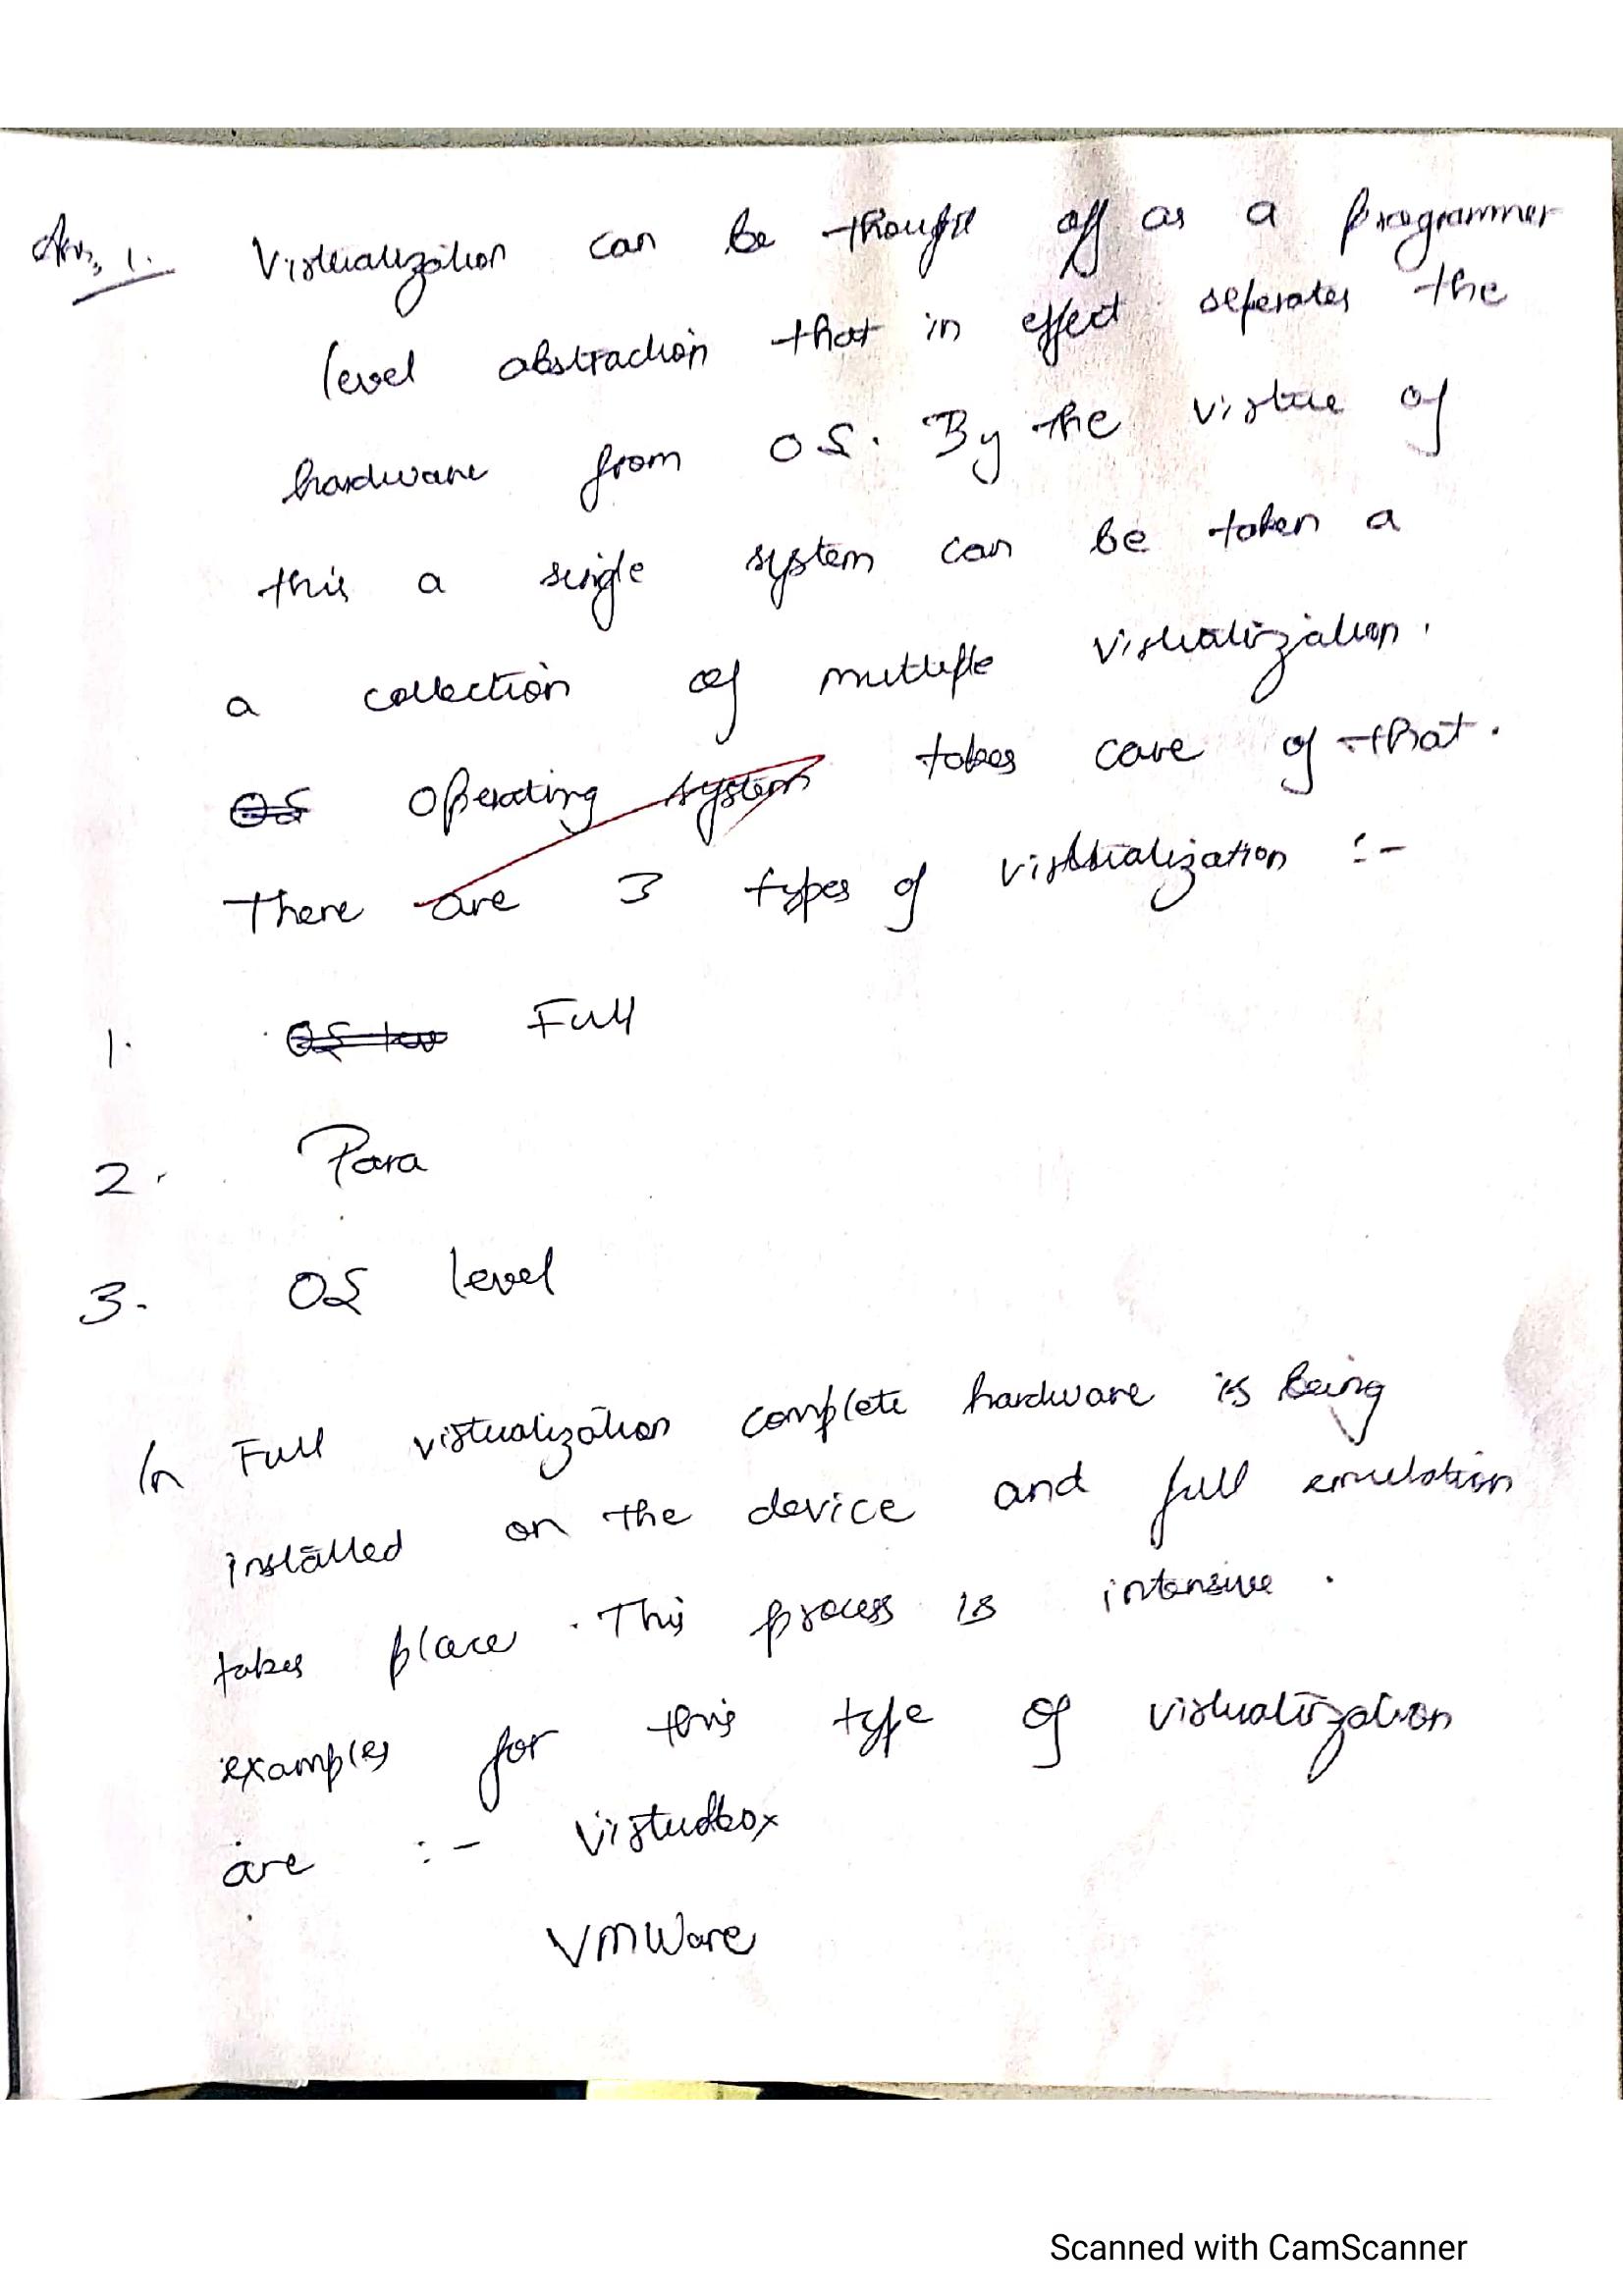 Ans 1. Virtualization can be thought off as a programmer
level abstraction that in effect seperates the
hardware from OS. By the virtue of
this a single system can be taken a
a collection of multiple virtualization.
OS Operating system takes care of that.
There are 3 types of virtualization :-
1. Full
2. Para
3. OS level
In Full virtualization complete hardware is being
installed on the device and full emulation
takes place. This process is intensive.
examples for this type of virtualization
are :- Virtualbox
VMWare
Scanned with CamScanner